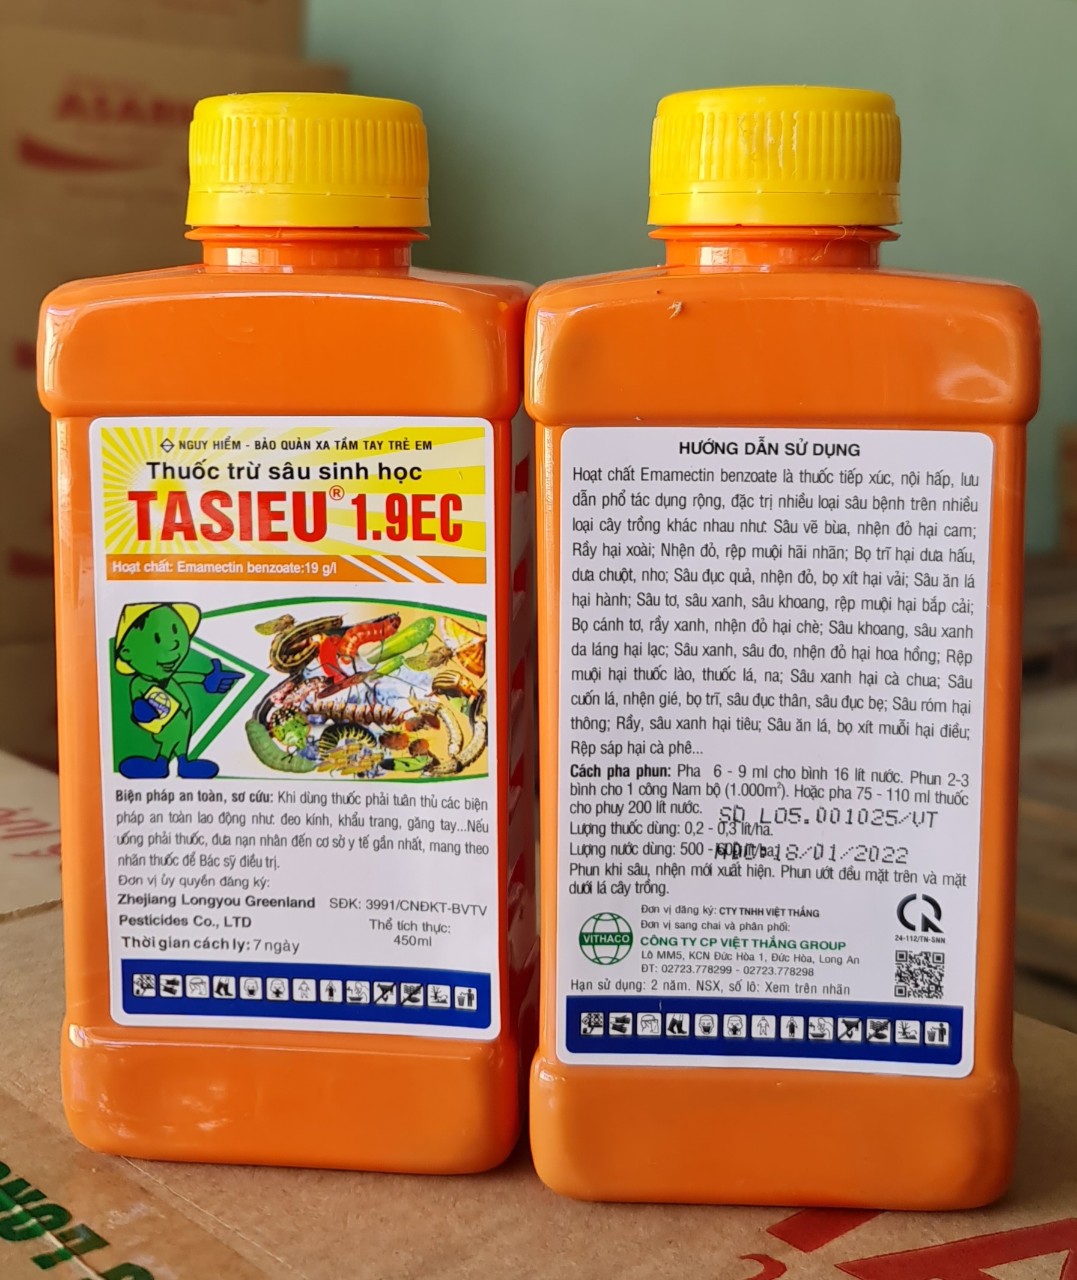 NGUY HIỂM - BẢO QUẢN XA TẦM TAY TRẺ EM
Thuốc trừ sâu sinh học
TASIEU® 1.9EC
Hoạt chất: Emamectin benzoate:19 g/l
Biện pháp an toàn, sơ cứu: Khi dùng thuốc phải tuân thủ các biện
pháp an toàn lao động như: đeo kính, khẩu trang, găng tay...Nếu
uống phải thuốc, đưa nạn nhân đến cơ sở y tế gần nhất, mang theo
nhãn thuốc để Bác sỹ điều trị.
Đơn vị ủy quyền đăng ký:
Zhejiang Longyou Greenland
Pesticides Co., LTD
SĐK: 3991/CNĐKT-BVTV
Thể tích thực:
450ml
Thời gian cách ly: 7 ngày
HƯỚNG DẪN SỬ DỤNG
Hoạt chất Emamectin benzoate là thuốc tiếp xúc, nội hấp, lưu
dẫn phổ tác dụng rộng, đặc trị nhiều loại sâu bệnh trên nhiều
loại cây trồng khác nhau như: Sâu vẽ bùa, nhện đỏ hại cam;
Rầy hại xoài; Nhện đỏ, rệp muội hãi nhãn; Bọ trĩ hại dưa hấu,
dưa chuột, nho; Sâu đục quả, nhện đỏ, bọ xít hại vải; Sâu ăn lá
hại hành; Sâu tơ, sâu xanh, sâu khoang, rệp muội hại bắp cải;
Bọ cánh tơ, rầy xanh, nhện đỏ hại chè; Sâu khoang, sâu xanh
da láng hại lạc; Sâu xanh, sâu đo, nhện đỏ hại hoa hồng; Rệp
muội hại thuốc lào, thuốc lá, na; Sâu xanh hại cà chua; Sâu
cuốn lá, nhện gié, bọ trĩ, sâu đục thân, sâu đục bẹ; Sâu róm hại
thông; Rầy, sâu xanh hại tiêu; Sâu ăn lá, bọ xít muỗi hại điều;
Rệp sáp hại cà phê...
Cách pha phun: Pha 6 - 9 ml cho bình 16 lít nước. Phun 2-3
bình cho 1 công Nam bộ (1.000m²). Hoặc pha 75 - 110 ml thuốc
cho phuy 200 lít nước.
SD LO5.001025/VT
Lượng thuốc dùng: 0,2 - 0,3 lít/ha.
Lượng nước dùng: 500 - 600 lít/ha
18/01/2022
Phun khi sâu, nhện mới xuất hiện. Phun ướt đều mặt trên và mặt
dưới lá cây trồng.
VITHACO
Đơn vị đăng ký: CTY TNHH VIỆT THẮNG
Đơn vị sang chai và phân phối:
CÔNG TY CP VIỆT THẮNG GROUP
Lô MM5, KCN Đức Hòa 1, Đức Hòa, Long An
ĐT: 02723.778299 - 02723.778298
24-112/TN-SNN
Hạn sử dụng: 2 năm. NSX, số lô: Xem trên nhãn